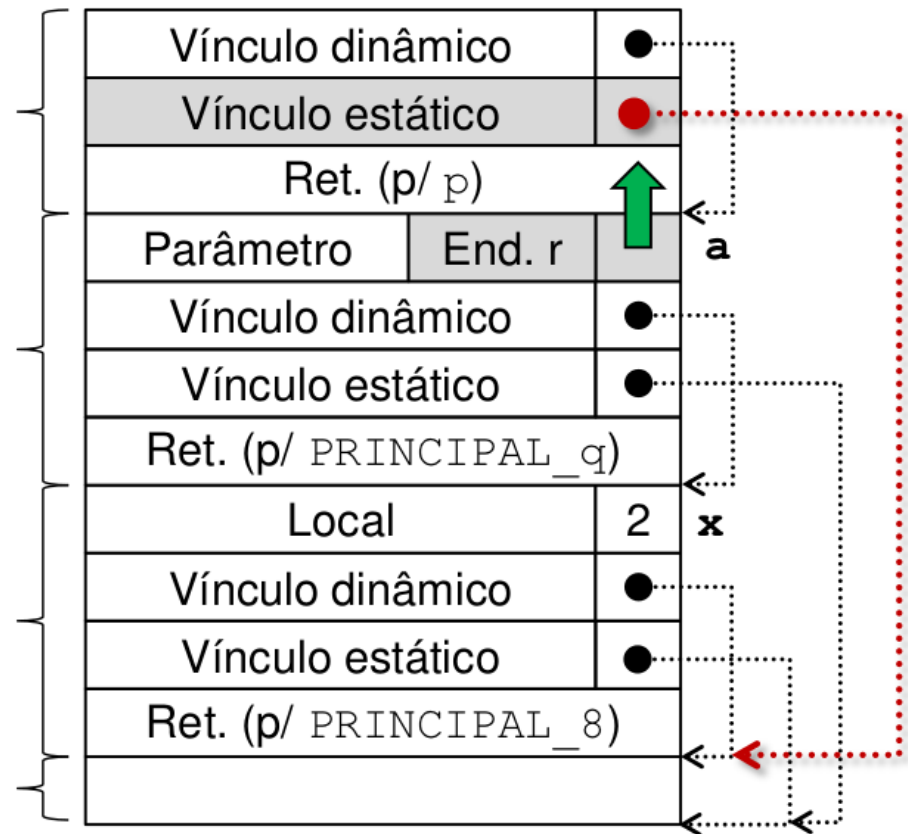 Vínculo dinâmico
Vínculo estático
Ret. (p/ p)
Parâmetro End. r a
Vínculo dinâmico
Vínculo estático
Ret. (p/ PRINCIPAL_q)
Local 2 x
Vínculo dinâmico
Vínculo estático
Ret. (p/ PRINCIPAL_8)